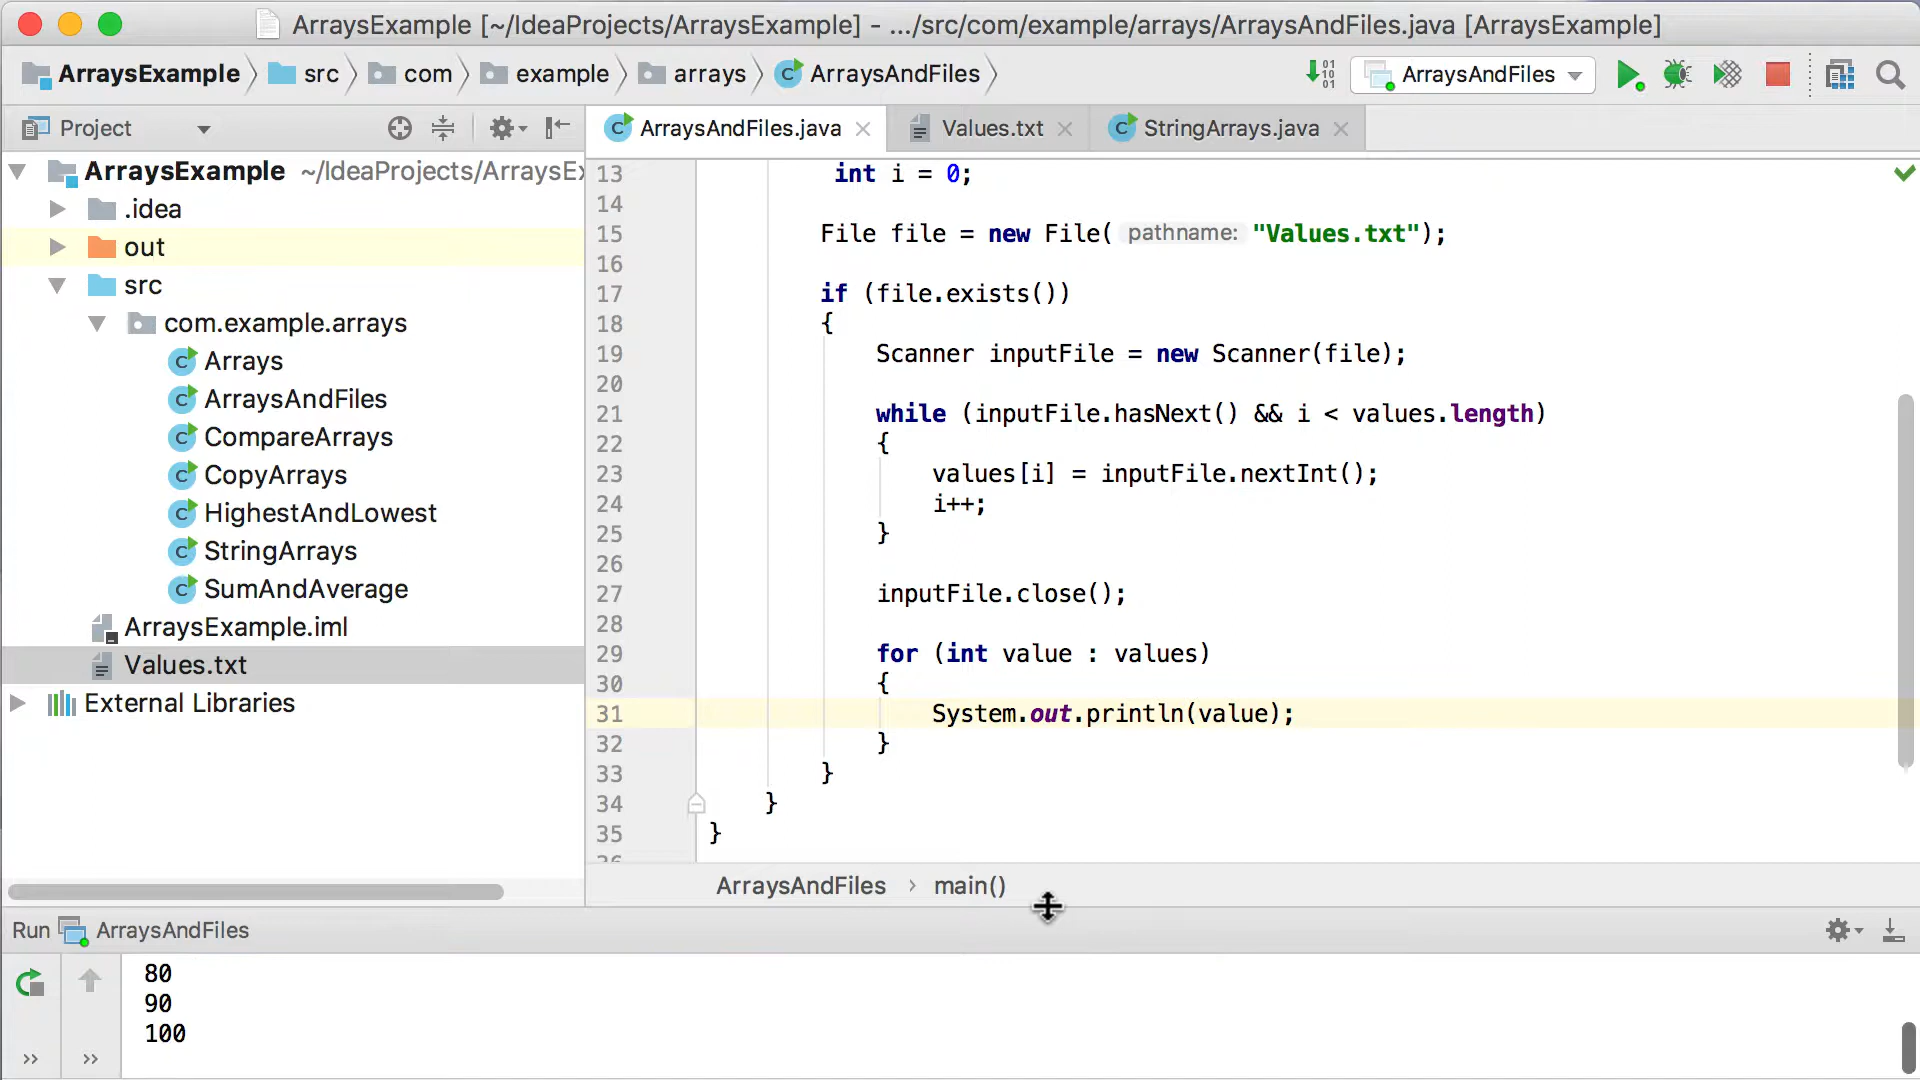 ArraysExample [~/IdeaProjects/ArraysExample] - .../src/com/example/arrays/ArraysAndFiles.java [ArraysExample]
ArraysExample src com example arrays ArraysAndFiles ArraysAndFiles
Project
ArraysAndFiles.java Values.txt StringArrays.java
ArraysExample ~/IdeaProjects/ArraysEx
.idea
out
src
com.example.arrays
Arrays
ArraysAndFiles
CompareArrays
CopyArrays
HighestAndLowest
StringArrays
SumAndAverage
ArraysExample.iml
Values.txt
External Libraries
13 int i = 0;
14
15 File file = new File( pathname: "Values.txt");
16
17 if (file.exists())
18 {
19 Scanner inputFile = new Scanner(file);
20
21 while (inputFile.hasNext() && i < values.length)
22 {
23 values[i] = inputFile.nextInt();
24 i++;
25 }
26
27 inputFile.close();
28
29 for (int value : values)
30 {
31 System.out.println(value);
32 }
33 }
34 }
35 }
ArraysAndFiles › main()
Run ArraysAndFiles
80
90
100